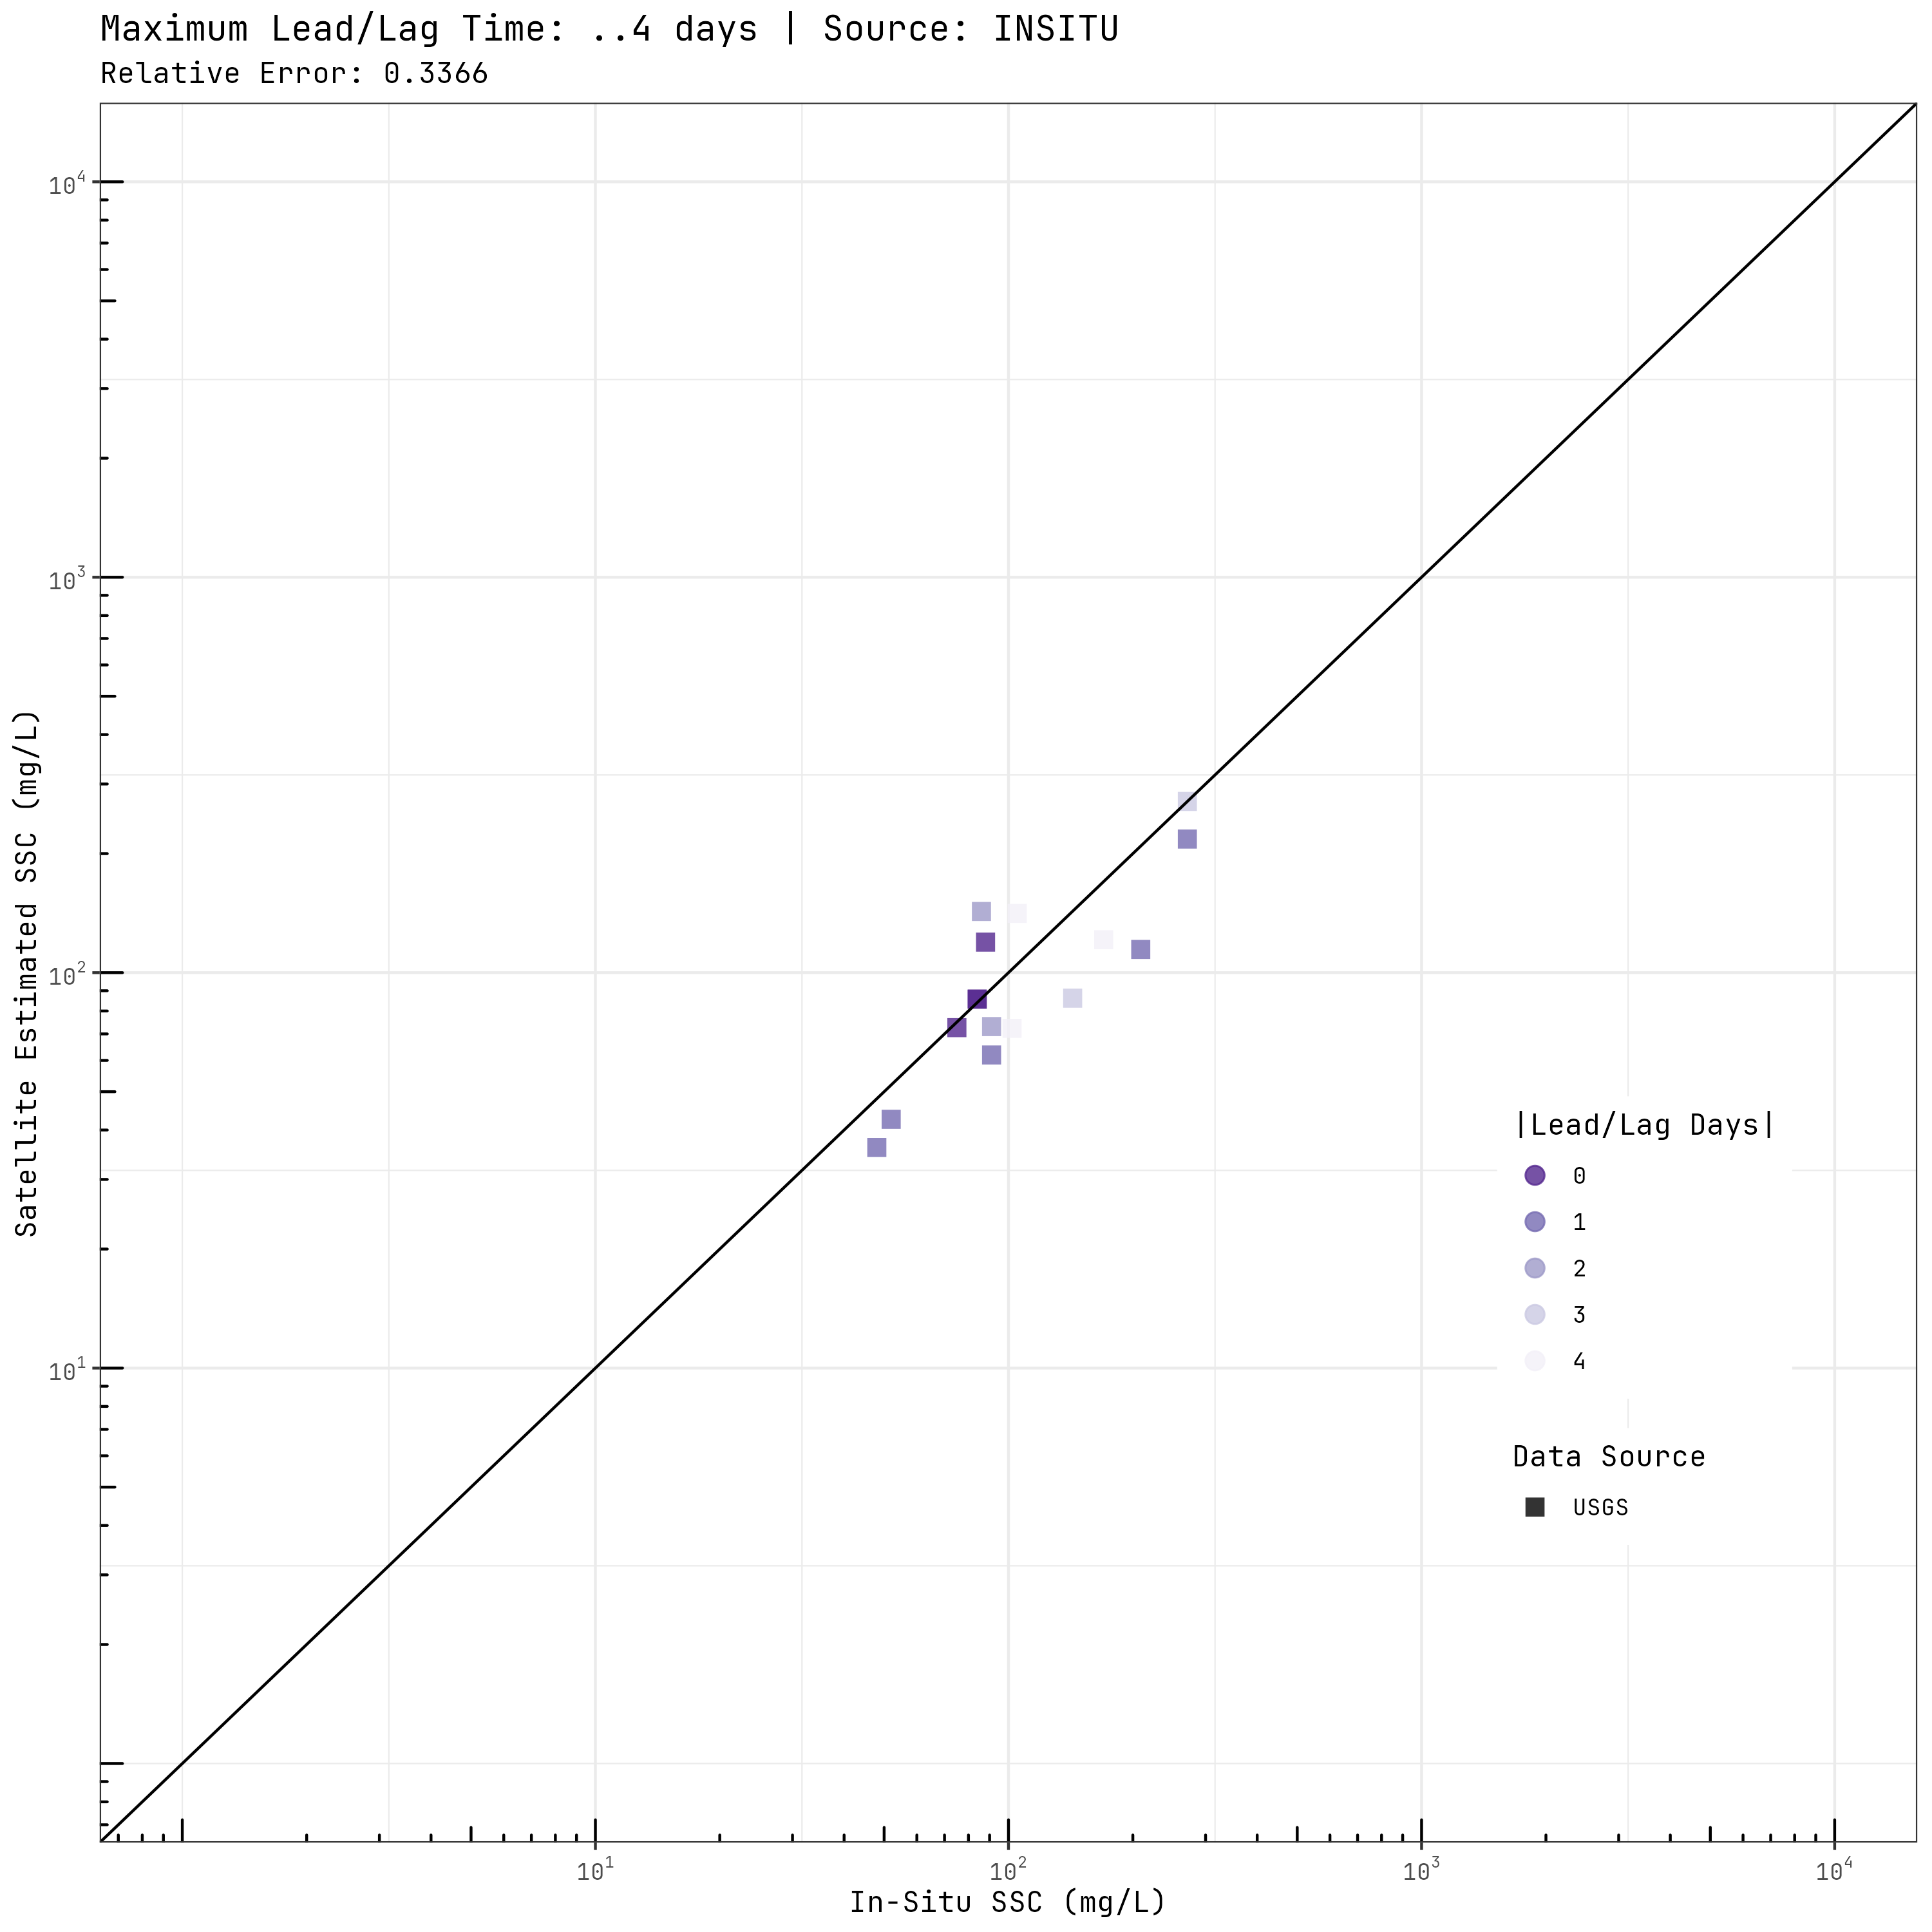 Maximum Lead/Lag Time: ..4 days | Source: INSITU
Relative Error: 0.3366
10⁴
10³
10²
10¹
Satellite Estimated SSC (mg/L)
|Lead/Lag Days|
0
1
2
3
4
Data Source
USGS
10¹ 10² 10³ 10⁴
In-Situ SSC (mg/L)